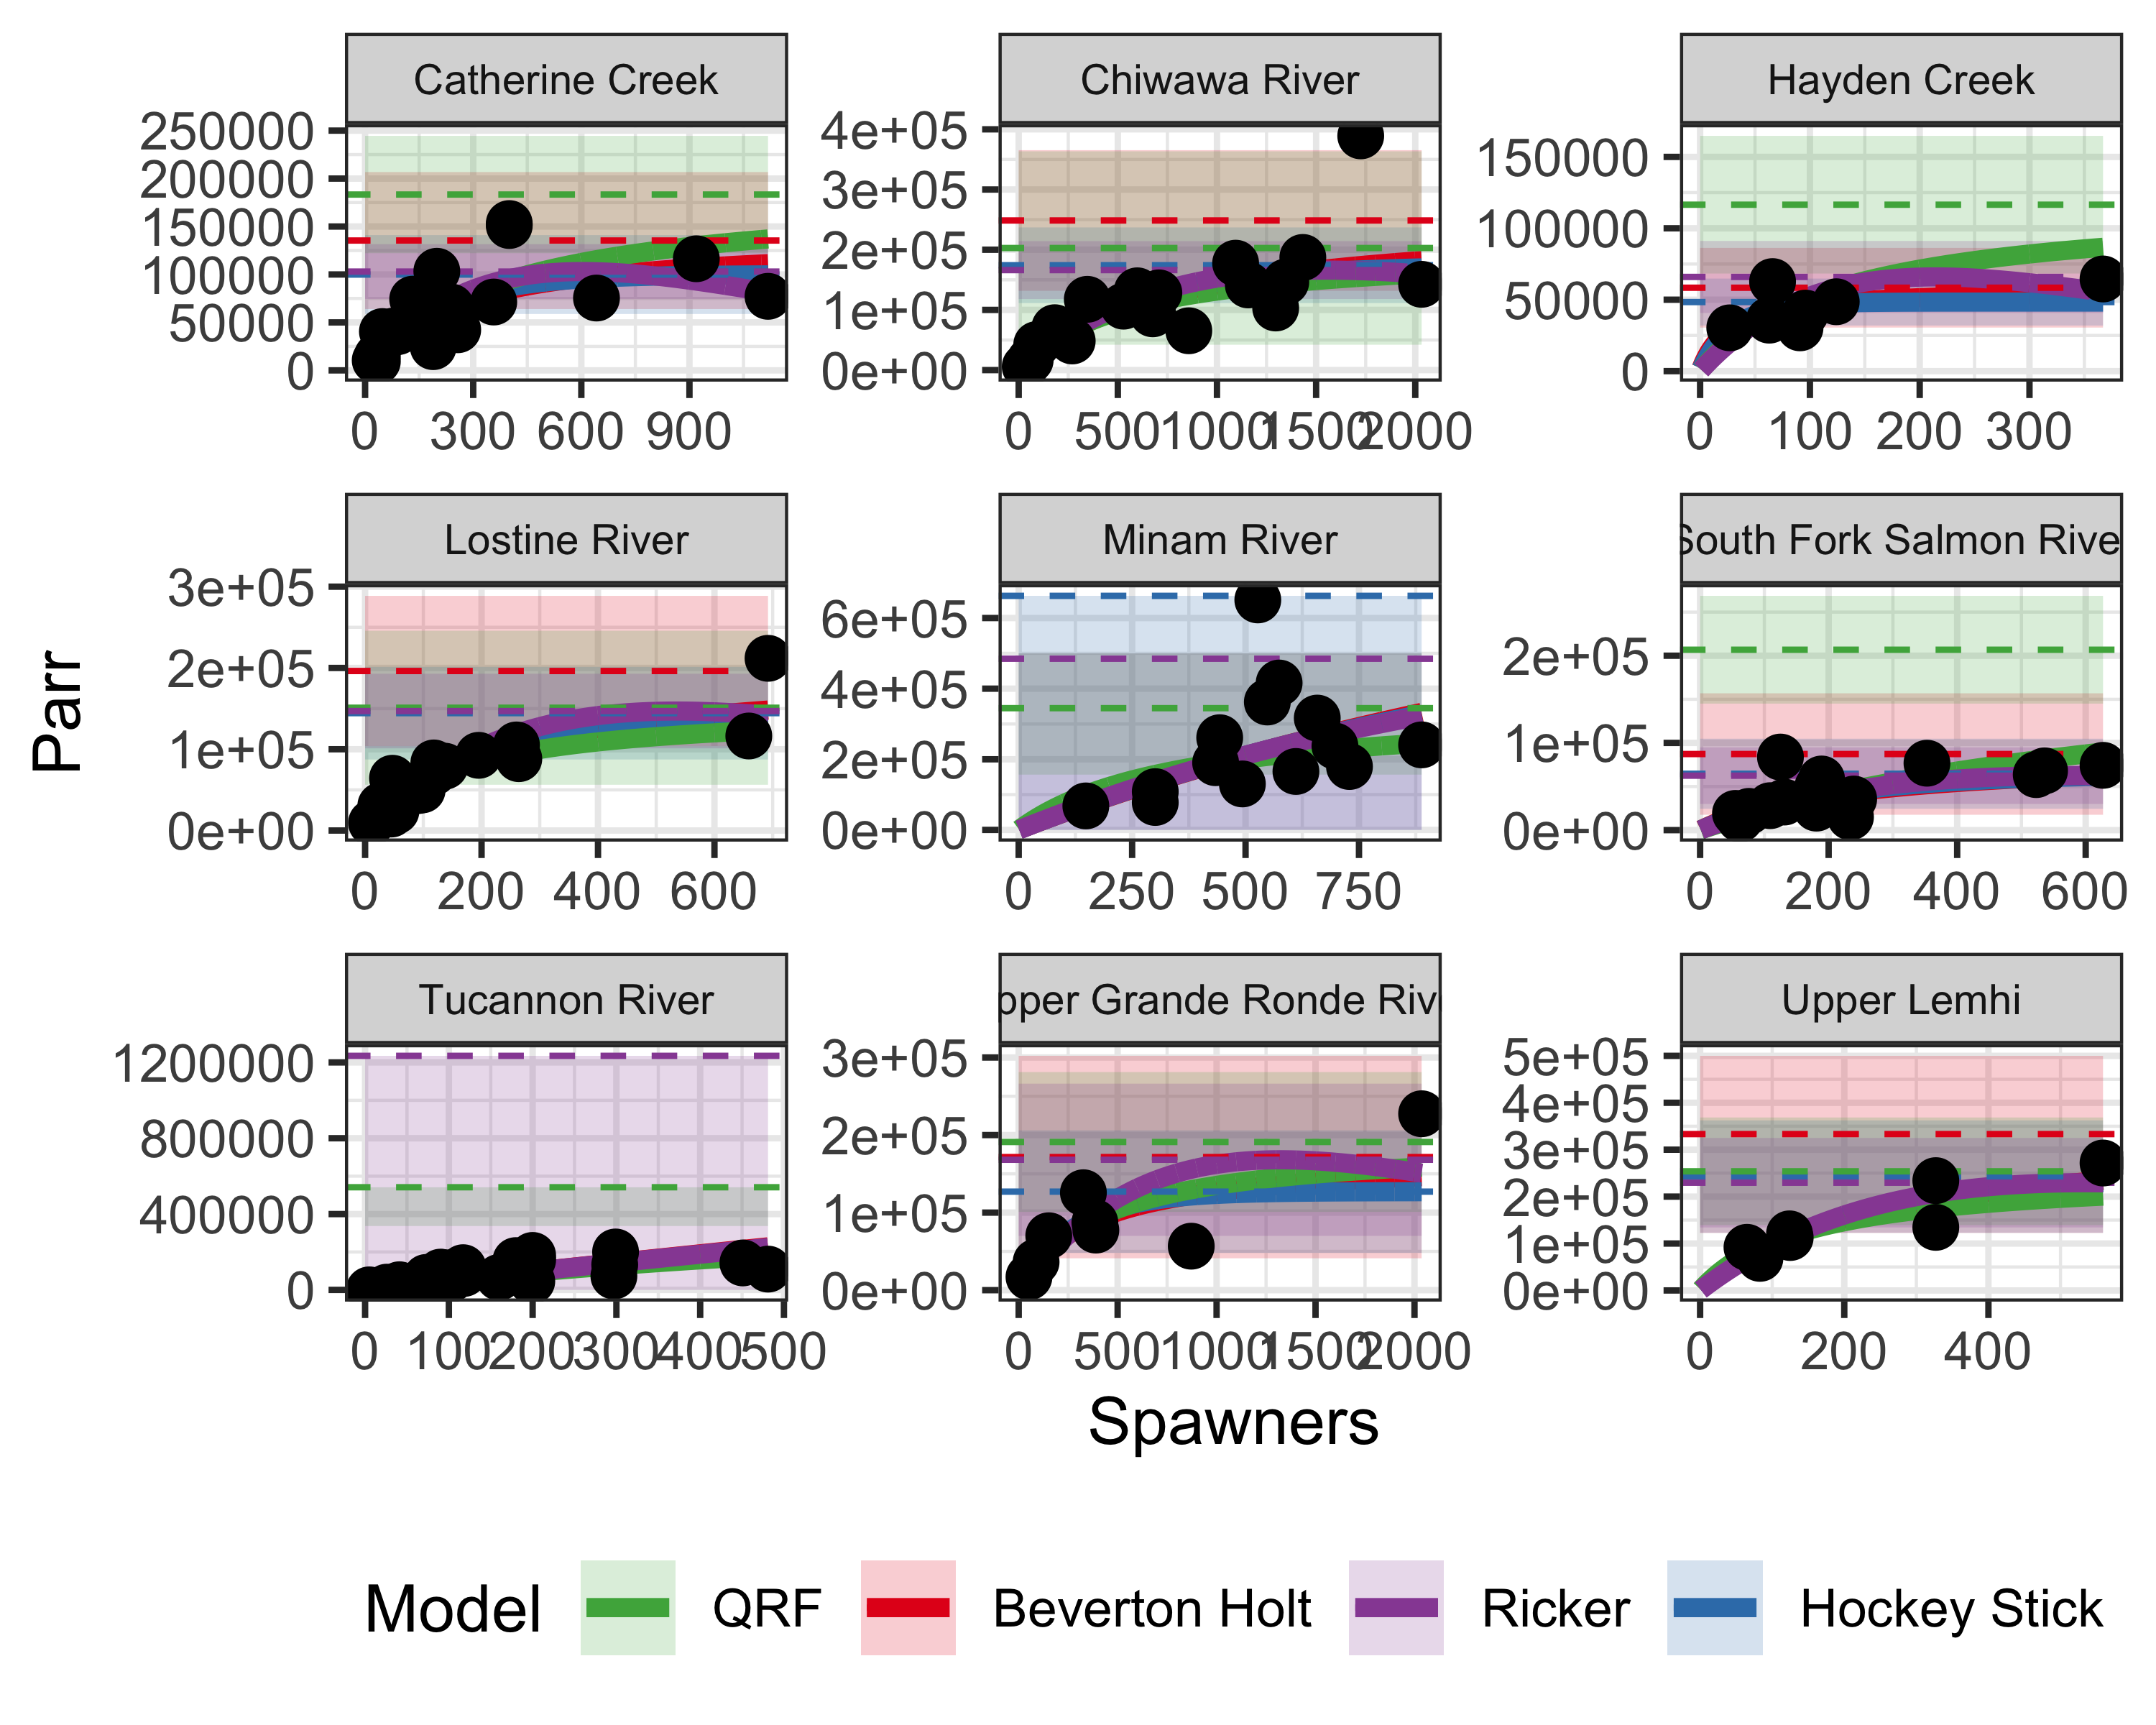 Catherine Creek
Chiwawa River
Hayden Creek
250000
200000
150000
100000
50000
0
4e+05
3e+05
2e+05
1e+05
0e+00
150000
100000
50000
0
0 300 600 900
0 500 1000 1500 2000
0 100 200 300
Lostine River
Minam River
South Fork Salmon Rive
3e+05
2e+05
1e+05
0e+00
6e+05
4e+05
2e+05
0e+00
2e+05
1e+05
0e+00
0 200 400 600
0 250 500 750
0 200 400 600
Parr
Tucannon River
pper Grande Ronde Riv
Upper Lemhi
1200000
800000
400000
0
3e+05
2e+05
1e+05
0e+00
5e+05
4e+05
3e+05
2e+05
1e+05
0e+00
0 100 200 300 400 500
0 500 1000 1500 2000
0 200 400
Spawners
Model QRF Beverton Holt Ricker Hockey Stick